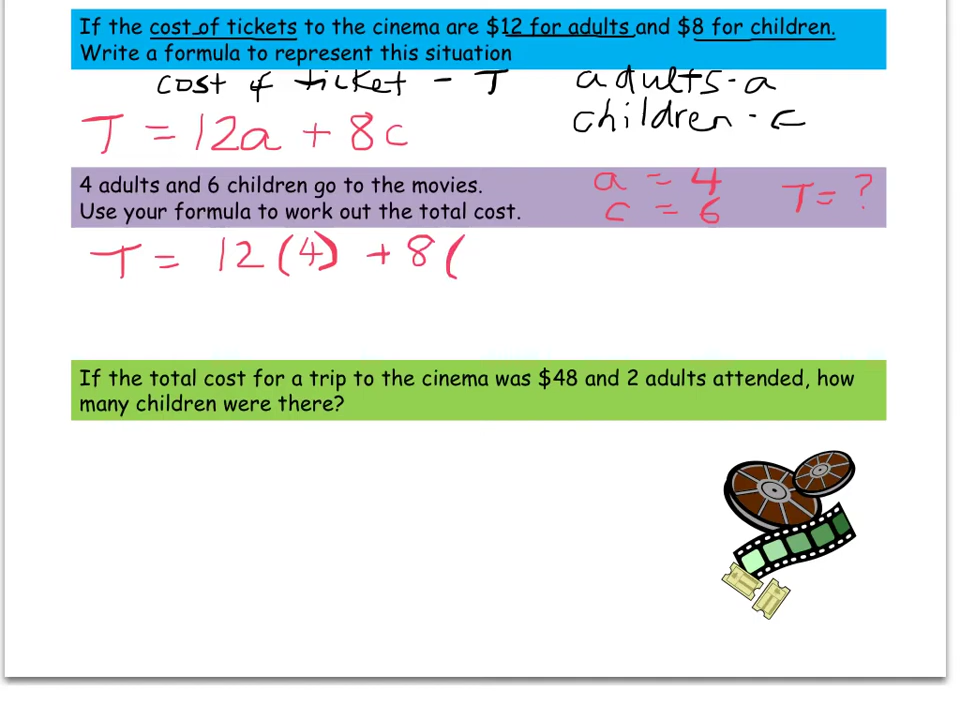 If the cost of tickets to the cinema are $12 for adults and $8 for children.
Write a formula to represent this situation
cost of ticket - T adults - a
children - c
T = 12a + 8c
4 adults and 6 children go to the movies.
Use your formula to work out the total cost.
a = 4
c = 6
T = ?
T = 12 (4) + 8 (
If the total cost for a trip to the cinema was $48 and 2 adults attended, how
many children were there?